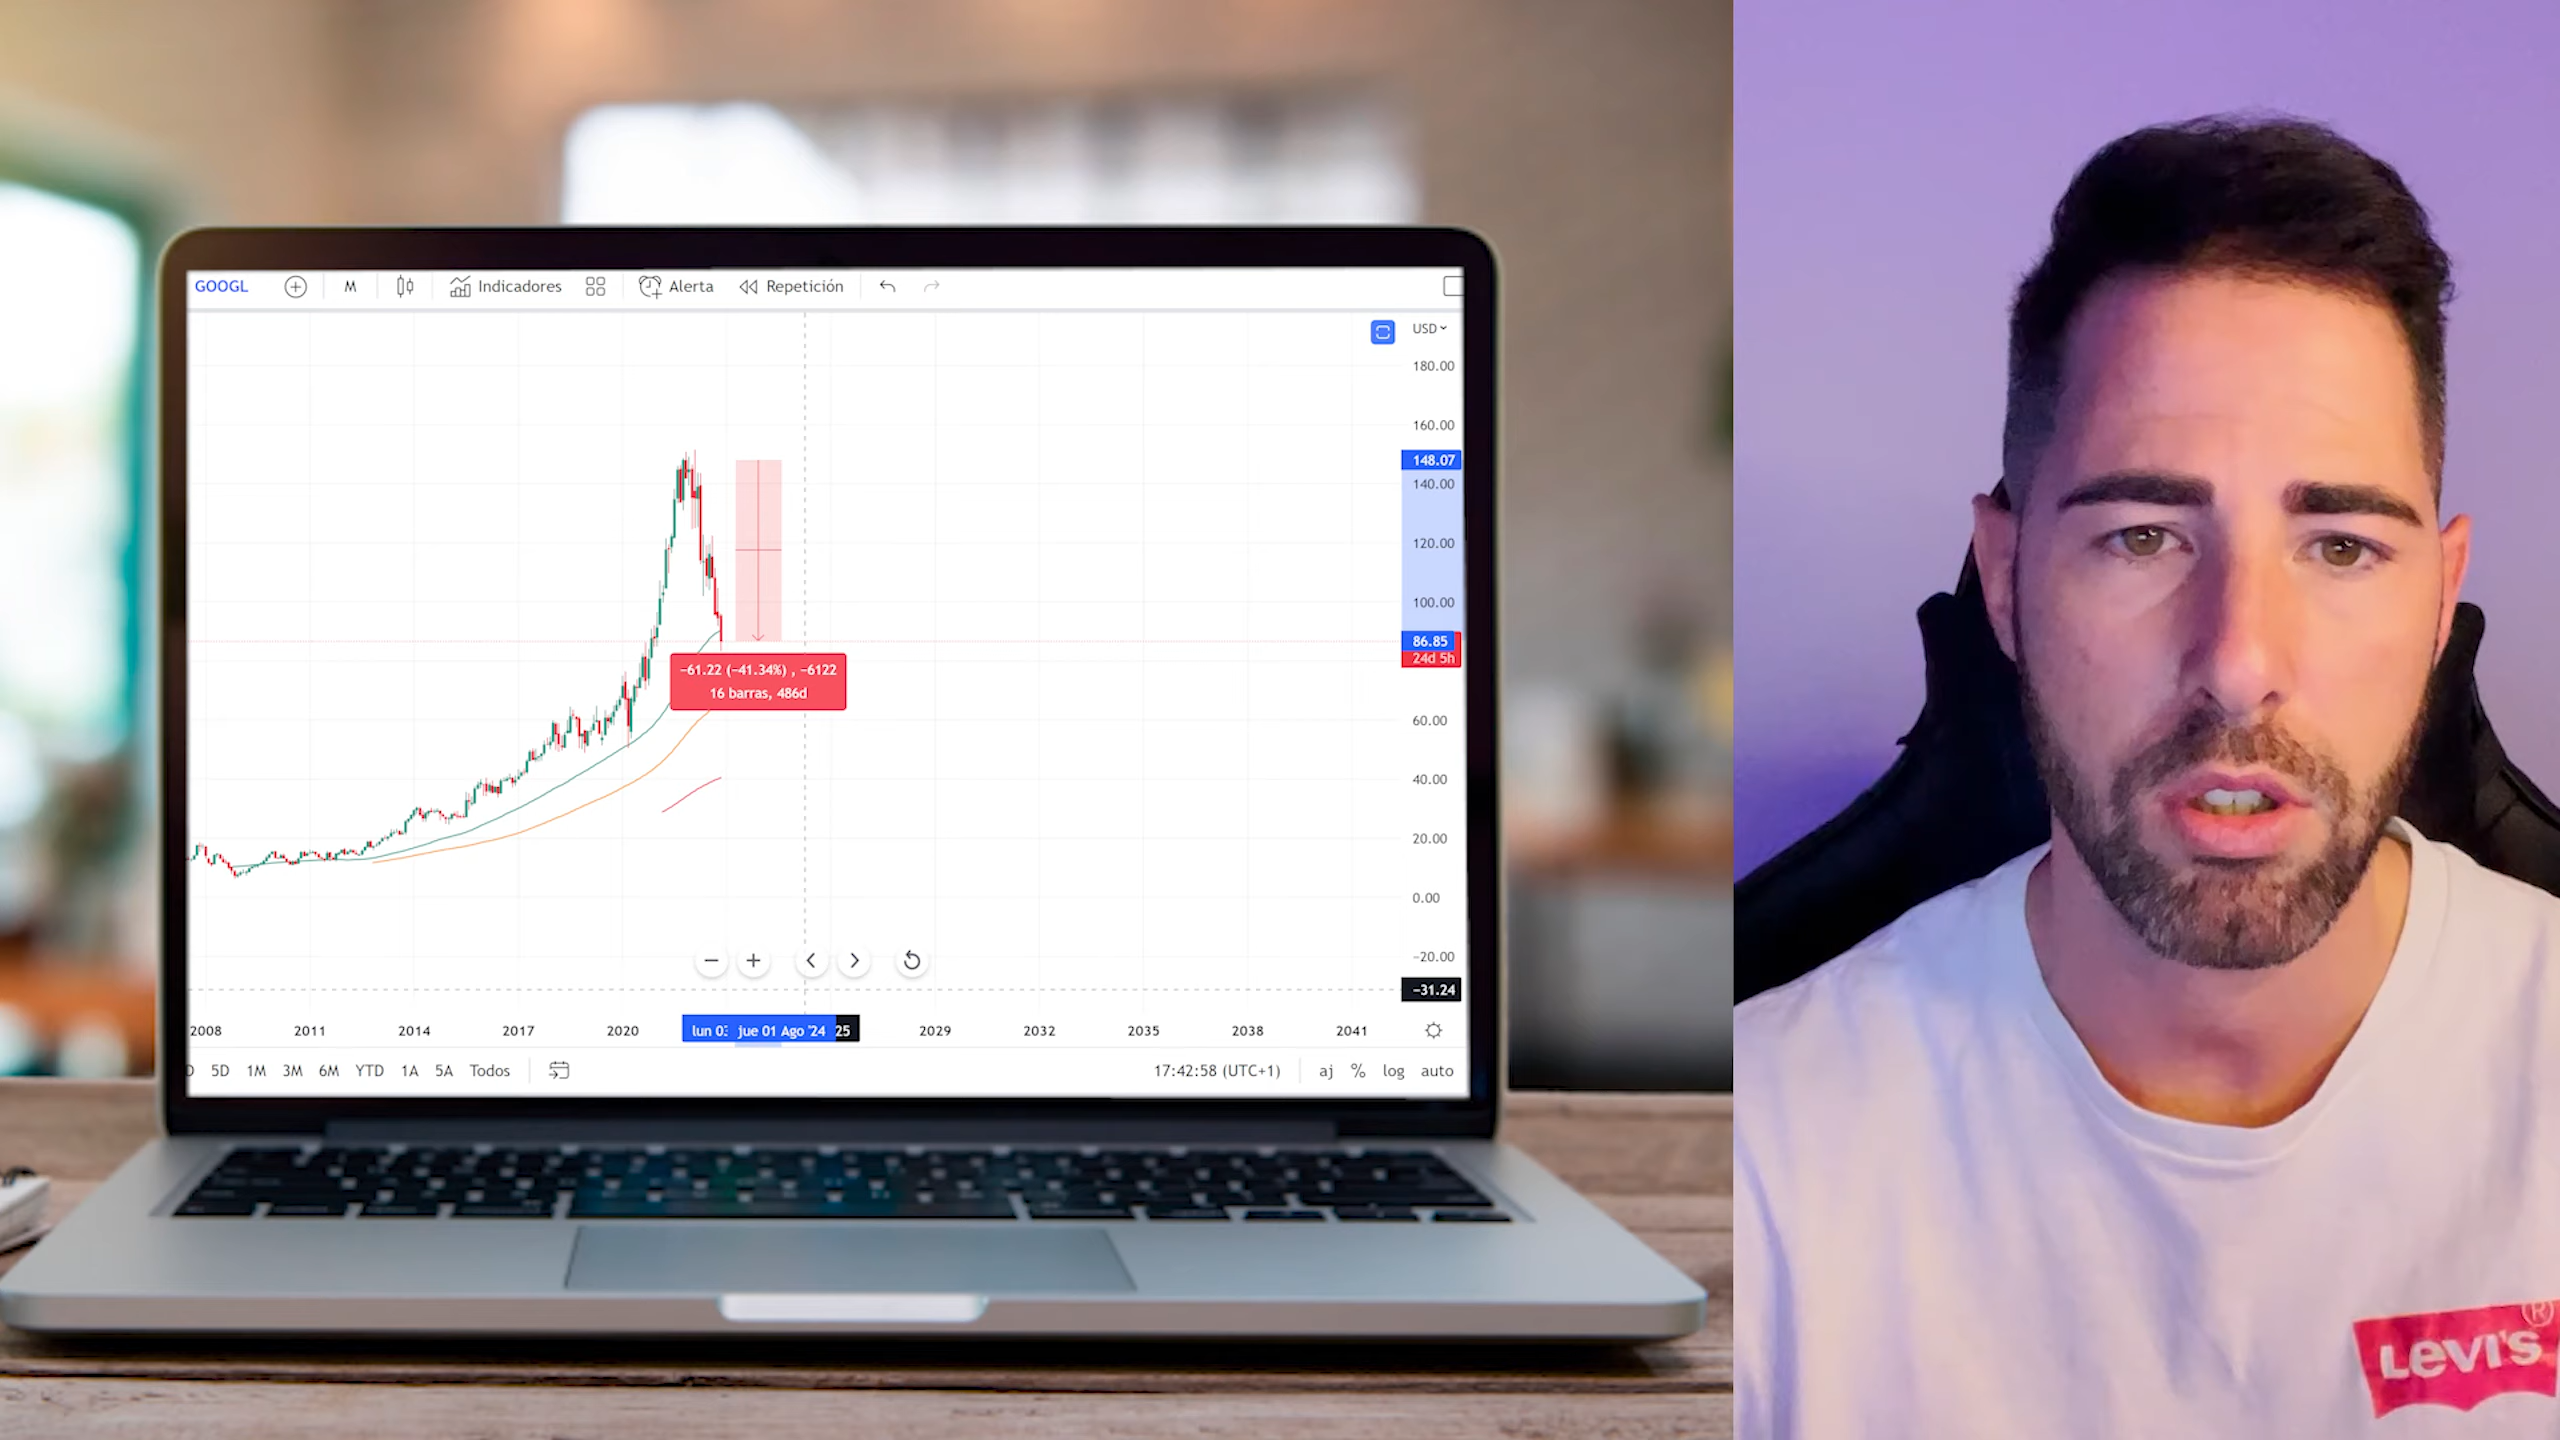 GOOGL
M
Indicadores
Alerta
Repetición
USD
180.00
160.00
148.07
140.00
120.00
100.00
86.85
24d 5h
−61.22 (−41.34%) , −6122
16 barras, 486d
60.00
40.00
20.00
0.00
−20.00
−31.24
2008 2011 2014 2017 2020 lun 03 jue 01 Ago '24 25 2029 2032 2035 2038 2041
5D 1M 3M 6M YTD 1A 5A Todos
17:42:58 (UTC+1) aj % log auto
LEVI'S ®